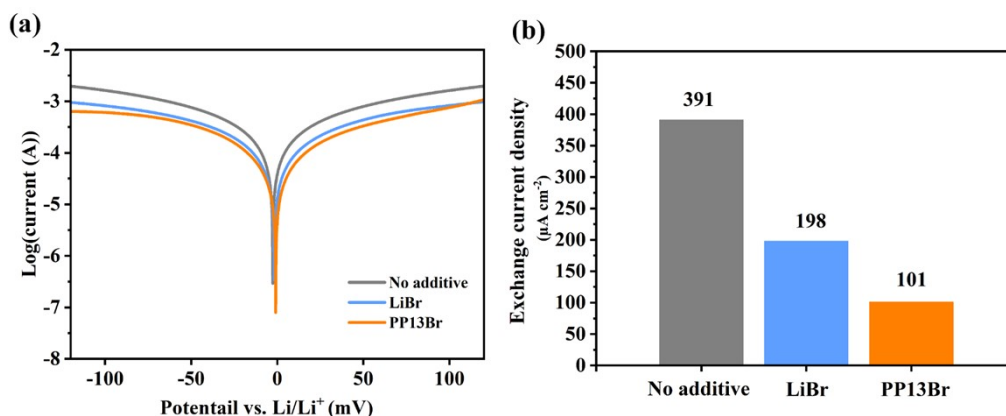 (a)
Log(current (A))
-2
-3
-4
-5
-6
-7
-8
No additive
LiBr
PP13Br
-100
-50
0
50
100
Potentail vs. Li/Li⁺ (mV)
(b)
Exchange current density
(μA cm⁻²)
500
450
400
350
300
250
200
150
100
50
0
391
198
101
No additive
LiBr
PP13Br